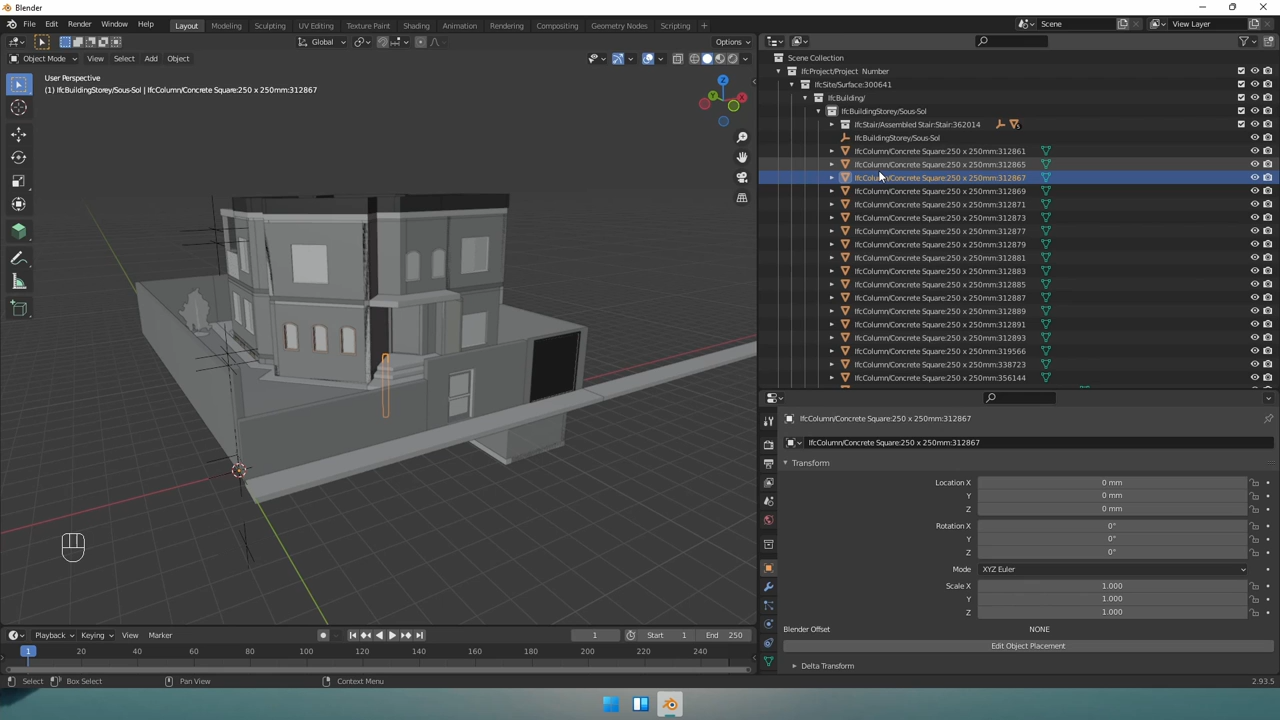 Blender
File Edit Render Window Help
Layout Modeling Sculpting UV Editing Texture Paint Shading Animation Rendering Compositing Geometry Nodes Scripting +
Scene
View Layer
Global
Options
Object Mode View Select Add Object
User Perspective
(1) IfcBuildingStorey/Sous-Sol | IfcColumn/Concrete Square:250 x 250mm:312867
Z
X
Y
Scene Collection
IfcProject/Project Number
IfcSite/Surface:300641
IfcBuilding/
IfcBuildingStorey/Sous-Sol
IfcStair/Assembled Stair:Stair:362014
IfcBuildingStorey/Sous-Sol
IfcColumn/Concrete Square:250 x 250mm:312861
IfcColumn/Concrete Square:250 x 250mm:312865
IfcColumn/Concrete Square:250 x 250mm:312867
IfcColumn/Concrete Square:250 x 250mm:312869
IfcColumn/Concrete Square:250 x 250mm:312871
IfcColumn/Concrete Square:250 x 250mm:312873
IfcColumn/Concrete Square:250 x 250mm:312877
IfcColumn/Concrete Square:250 x 250mm:312879
IfcColumn/Concrete Square:250 x 250mm:312881
IfcColumn/Concrete Square:250 x 250mm:312883
IfcColumn/Concrete Square:250 x 250mm:312885
IfcColumn/Concrete Square:250 x 250mm:312887
IfcColumn/Concrete Square:250 x 250mm:312889
IfcColumn/Concrete Square:250 x 250mm:312891
IfcColumn/Concrete Square:250 x 250mm:312893
IfcColumn/Concrete Square:250 x 250mm:319566
IfcColumn/Concrete Square:250 x 250mm:338723
IfcColumn/Concrete Square:250 x 250mm:356144
IfcColumn/Concrete Square:250 x 250mm:312867
IfcColumn/Concrete Square:250 x 250mm:312867
Transform
Location X 0 mm
Y 0 mm
Z 0 mm
Rotation X 0°
Y 0°
Z 0°
Mode XYZ Euler
Scale X 1.000
Y 1.000
Z 1.000
Blender Offset NONE
Edit Object Placement
Delta Transform
Playback Keying View Marker
1 Start 1 End 250
1 20 40 60 80 100 120 140 160 180 200 220 240
Select Box Select Pan View Context Menu
2.93.5